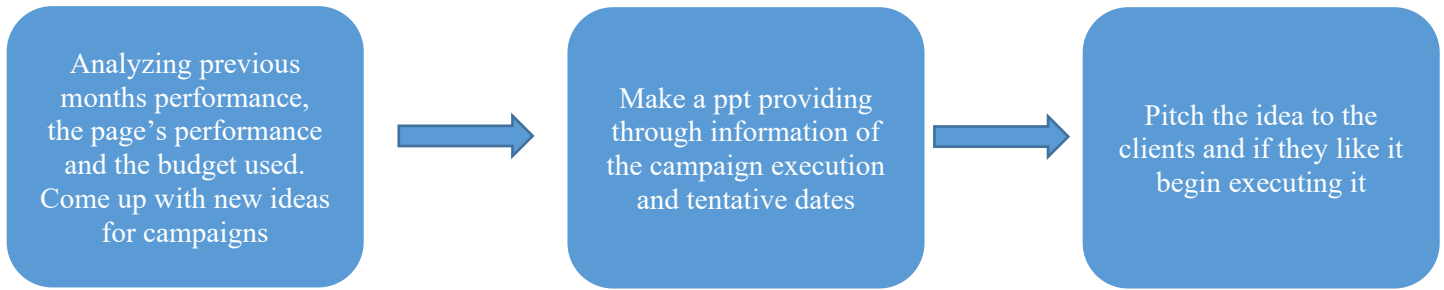 Analyzing previous
months performance,
the page’s performance
and the budget used.
Come up with new ideas
for campaigns
Make a ppt providing
through information of
the campaign execution
and tentative dates
Pitch the idea to the
clients and if they like it
begin executing it